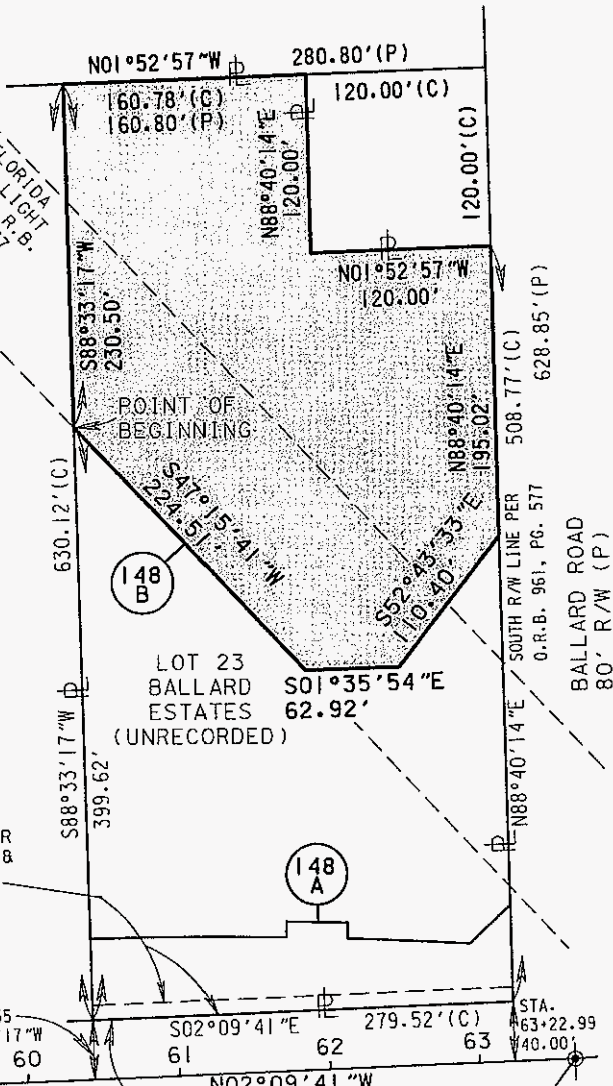 N01°52'57"W
280.80'(P)
160.78'(C)
160.80'(P)
120.00'(C)
N88°40'14"E
120.00'
120.00'(C)
FLORIDA
LIGHT
R.B.
N01°52'57"W
120.00'
S88°33'17"W
230.50'
POINT OF
BEGINNING
N88°40'14"E
195.02'
508.77'(C)
628.85'(P)
630.12'(C)
S47°15'41"W
224.51'
S52°43'33"E
110.40'
148
B
SOUTH R/W LINE PER
O.R.B. 961, PG. 577
BALLARD ROAD
80' R/W (P)
LOT 23
BALLARD
ESTATES
(UNRECORDED)
S01°35'54"E
62.92'
S88°33'17"W
399.62'
N88°40'14"E
R
&
148
A
S02°09'41"E
279.52'(C)
STA.
63+22.99
40.00'
17"W
60
61
62
63
N02°09'41"W